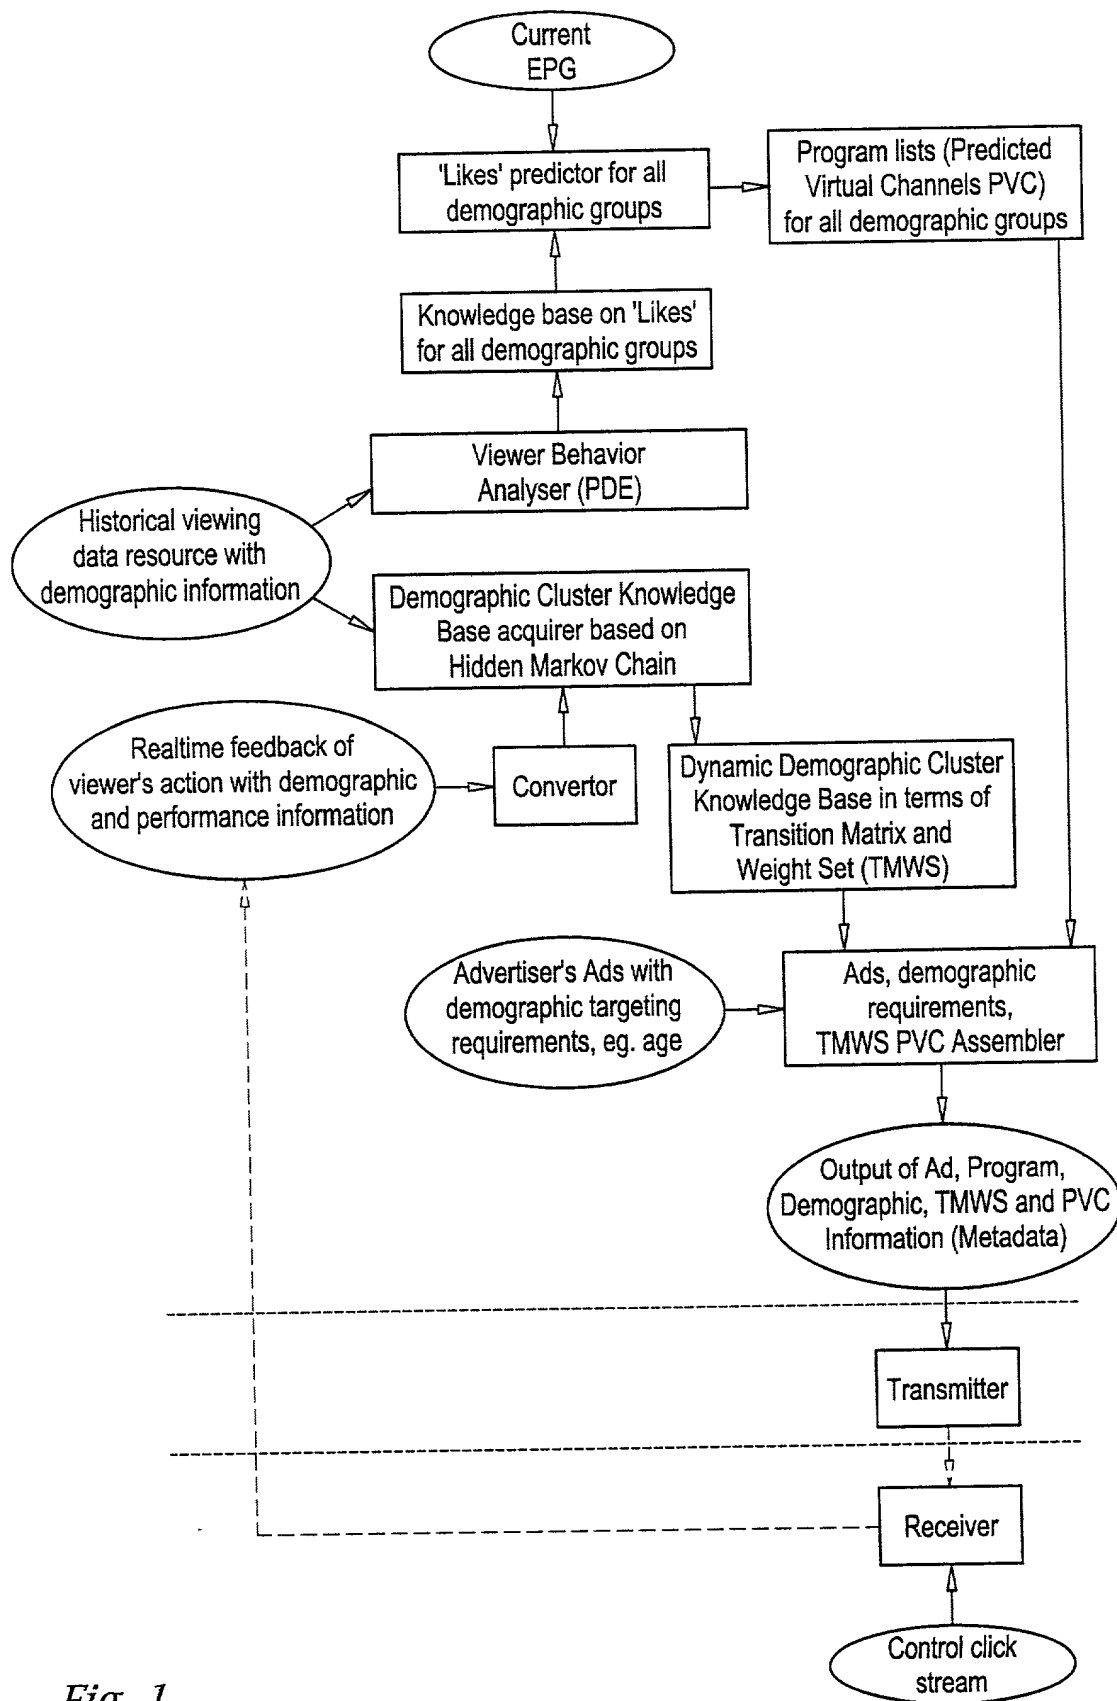 Current
EPG
'Likes' predictor for all
demographic groups
Program lists (Predicted
Virtual Channels PVC)
for all demographic groups
Knowledge base on 'Likes'
for all demographic groups
Viewer Behavior
Analyser (PDE)
Historical viewing
data resource with
demographic information
Demographic Cluster Knowledge
Base acquirer based on
Hidden Markov Chain
Realtime feedback of
viewer's action with demographic
and performance information
Convertor
Dynamic Demographic Cluster
Knowledge Base in terms of
Transition Matrix and
Weight Set (TMWS)
Advertiser's Ads with
demographic targeting
requirements, eg. age
Ads, demographic
requirements,
TMWS PVC Assembler
Output of Ad, Program,
Demographic, TMWS and PVC
Information (Metadata)
Transmitter
Receiver
Control click
stream
Fig. 1